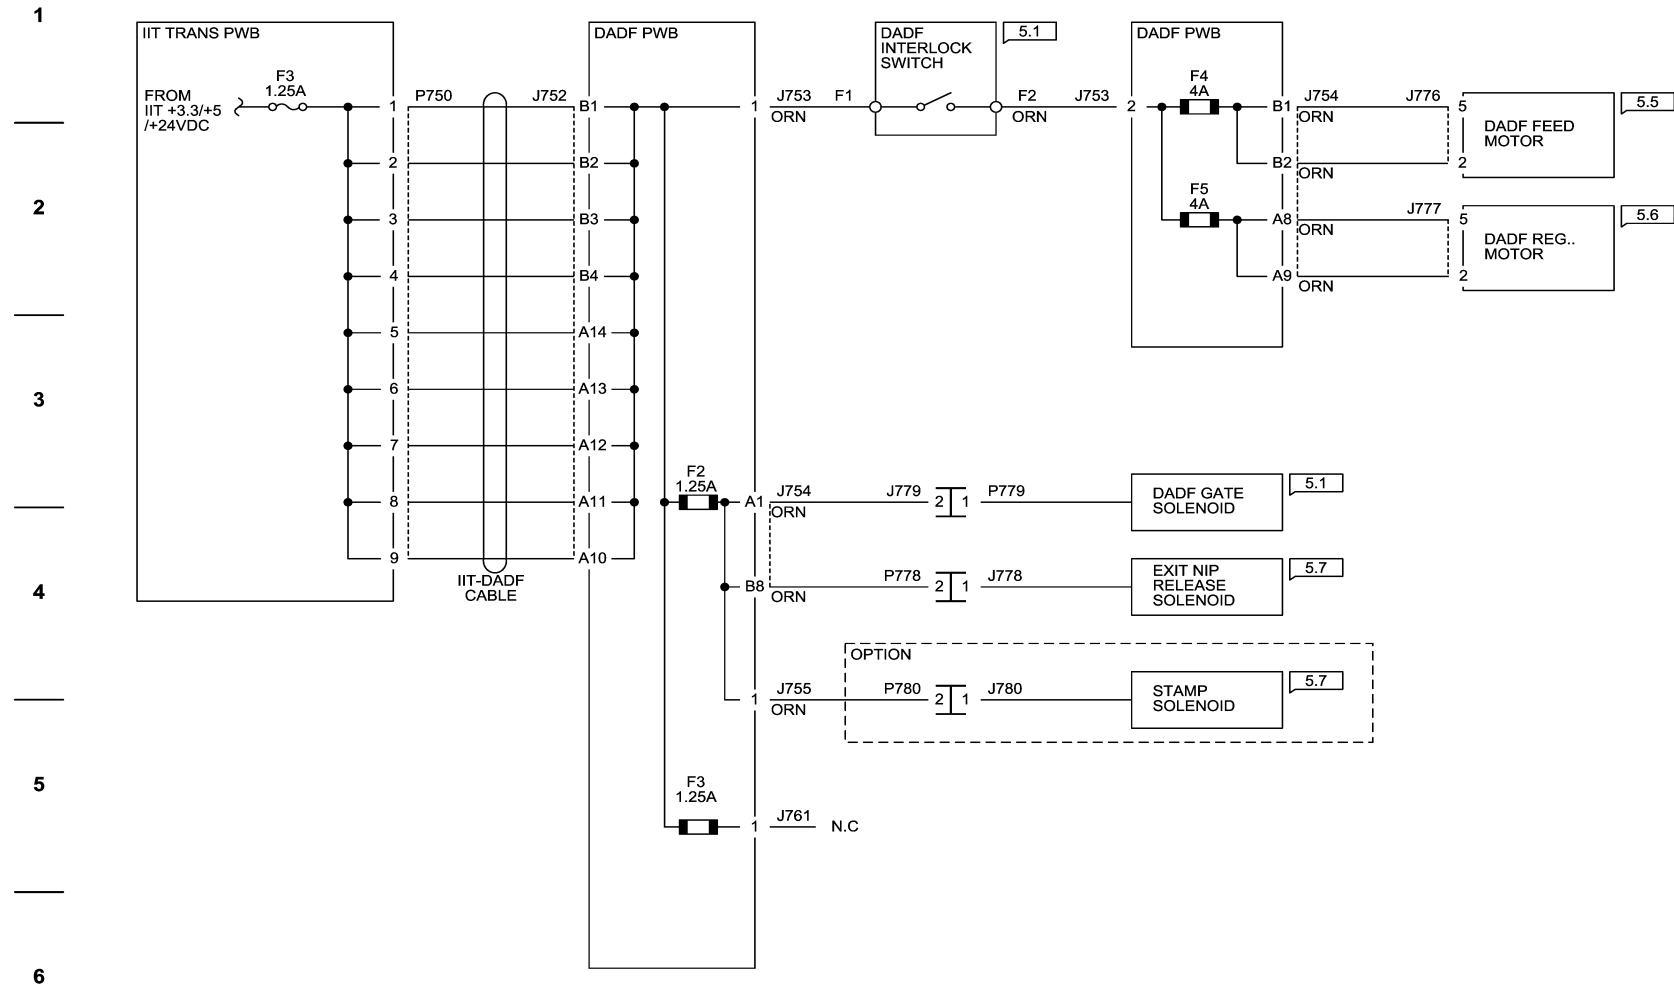 1
IIT TRANS PWB
FROM
IIT +3.3/+5
/+24VDC
F3
1.25A
1
2
3
4
5
6
7
8
9
P750
J752
IIT-DADF
CABLE
DADF PWB
B1
B2
B3
B4
A14
A13
A12
A11
A10
1
J753
ORN
F1
DADF
INTERLOCK
SWITCH
5.1
F2
ORN
J753
DADF PWB
2
F4
4A
B1
B2
F5
4A
A8
A9
J754
ORN
ORN
ORN
ORN
J776
5
2
DADF FEED
MOTOR
5.5
J777
5
2
DADF REG..
MOTOR
5.6
2
3
F2
1.25A
A1
J754
ORN
J779
2
1
P779
DADF GATE
SOLENOID
5.1
4
B8
ORN
P778
2
1
J778
EXIT NIP
RELEASE
SOLENOID
5.7
OPTION
1
J755
ORN
P780
2
1
J780
STAMP
SOLENOID
5.7
5
F3
1.25A
1
J761
N.C
6